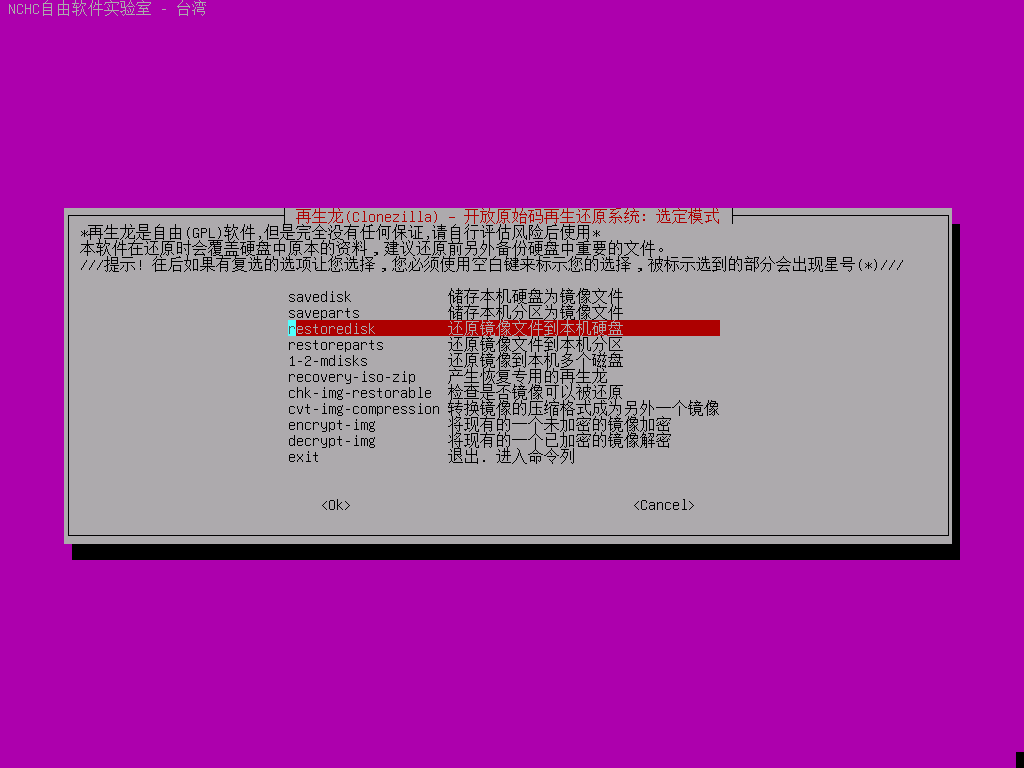 NCHC自由软件实验室 - 台湾
再生龙(Clonezilla) - 开放原始码再生还原系统: 选定模式
*再生龙是自由(GPL)软件,但是完全没有任何保证,请自行评估风险后使用*
本软件在还原时会覆盖硬盘中原本的资料,建议还原前另外备份硬盘中重要的文件。
///提示! 往后如果有复选的选项让您选择,您必须使用空白键来标示您的选择,被标示选到的部分会出现星号(*)///
savedisk 储存本机硬盘为镜像文件
saveparts 储存本机分区为镜像文件
restoredisk 还原镜像文件到本机硬盘
restoreparts 还原镜像文件到本机分区
1-2-mdisks 还原镜像到本机多个磁盘
recovery-iso-zip 产生恢复专用的再生龙
chk-img-restorable 检查是否镜像可以被还原
cvt-img-compression 转换镜像的压缩格式成为另外一个镜像
encrypt-img 将现有的一个未加密的镜像加密
decrypt-img 将现有的一个已加密的镜像解密
exit 退出. 进入命令列
<Ok> <Cancel>